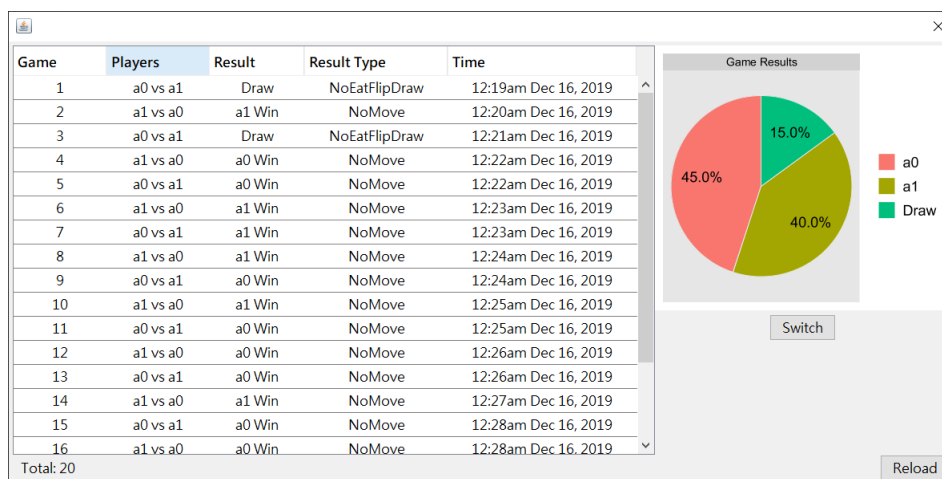 Game Players Result Result Type Time
1 a0 vs a1 Draw NoEatFlipDraw 12:19am Dec 16, 2019
2 a1 vs a0 a1 Win NoMove 12:20am Dec 16, 2019
3 a0 vs a1 Draw NoEatFlipDraw 12:21am Dec 16, 2019
4 a1 vs a0 a0 Win NoMove 12:22am Dec 16, 2019
5 a0 vs a1 a0 Win NoMove 12:22am Dec 16, 2019
6 a1 vs a0 a1 Win NoMove 12:23am Dec 16, 2019
7 a0 vs a1 a1 Win NoMove 12:23am Dec 16, 2019
8 a1 vs a0 a1 Win NoMove 12:24am Dec 16, 2019
9 a0 vs a1 a0 Win NoMove 12:24am Dec 16, 2019
10 a1 vs a0 a1 Win NoMove 12:25am Dec 16, 2019
11 a0 vs a1 a0 Win NoMove 12:25am Dec 16, 2019
12 a1 vs a0 a0 Win NoMove 12:26am Dec 16, 2019
13 a0 vs a1 a0 Win NoMove 12:26am Dec 16, 2019
14 a1 vs a0 a1 Win NoMove 12:27am Dec 16, 2019
15 a0 vs a1 a0 Win NoMove 12:28am Dec 16, 2019
16 a1 vs a0 a0 Win NoMove 12:28am Dec 16, 2019
Total: 20
Game Results
15.0%
45.0%
40.0%
a0
a1
Draw
Switch
Reload